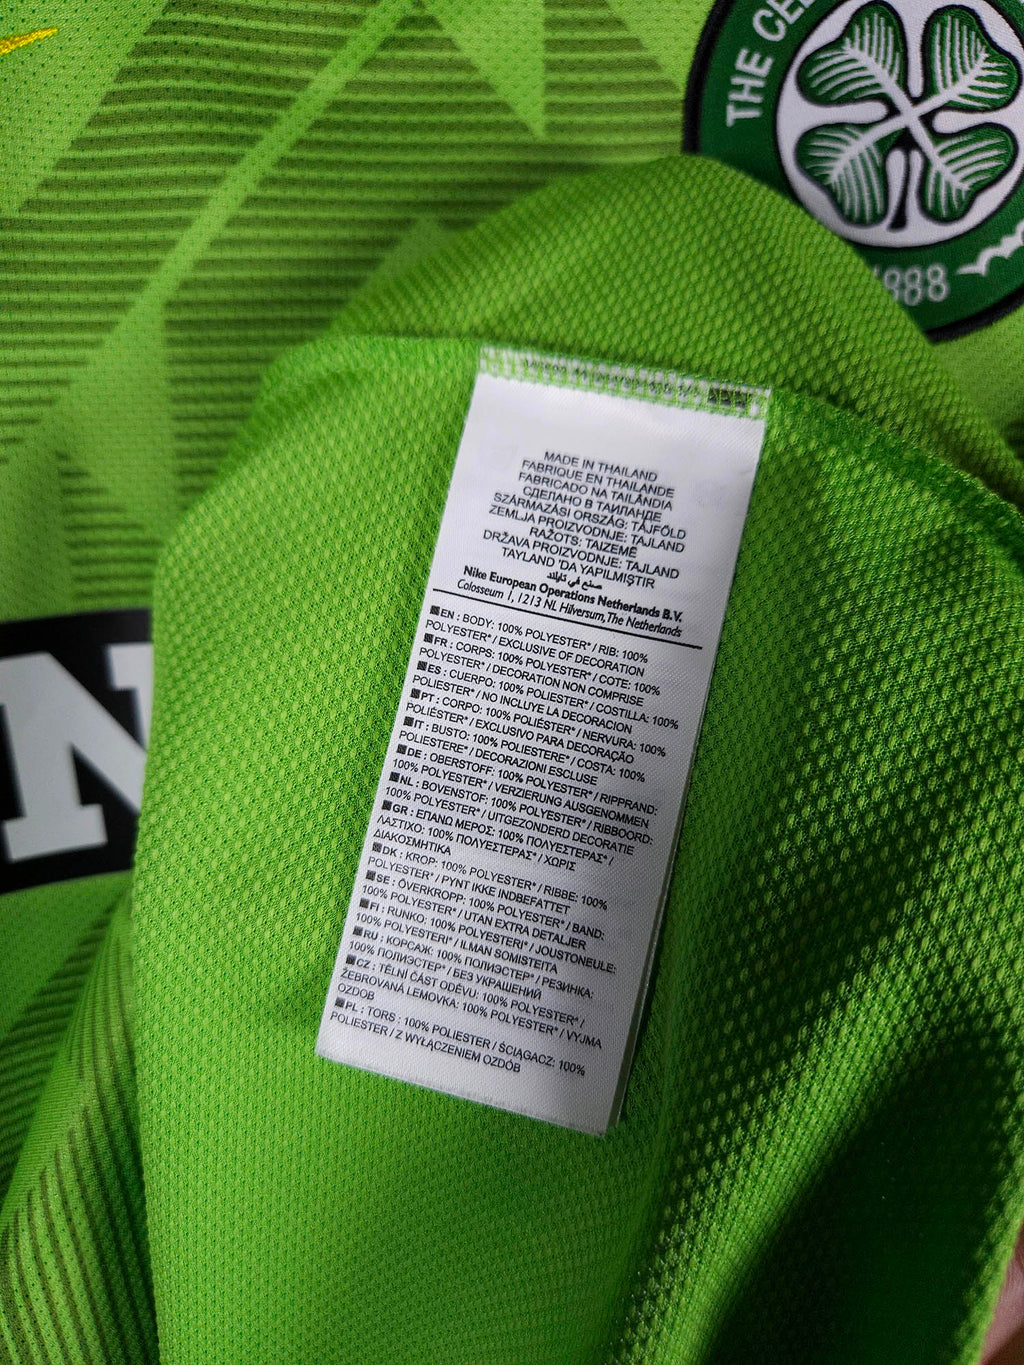 THE CEL
1888
N
MADE IN THAILAND
FABRIQUE EN THAILANDE
FABRICADO NA TAILÂNDIA
СДЕЛАНО В ТАИЛАНДЕ
SZÁRMAZÁSI ORSZÁG: TÁJFÖLD
ZEMLJA PROIZVODNJE: TAJLAND
RAŽOTS: TAIZEMĒ
DRŽAVA PROIZVODNJE: TAJLAND
TAYLAND 'DA YAPILMIŞTIR
صنع في تايلاند
Nike European Operations Netherlands B.V.
Colosseum 1, 1213 NL Hilversum, The Netherlands
EN : BODY: 100% POLYESTER* / RIB: 100%
POLYESTER* / EXCLUSIVE OF DECORATION
FR : CORPS: 100% POLYESTER* / COTE: 100%
POLYESTER* / DECORATION NON COMPRISE
ES : CUERPO: 100% POLIESTER* / COSTILLA: 100%
POLIESTER* / NO INCLUYE LA DECORACION
PT : CORPO: 100% POLIÉSTER* / NERVURA: 100%
POLIÉSTER* / EXCLUSIVO PARA DECORAÇÃO
IT : BUSTO: 100% POLIESTERE* / COSTA: 100%
POLIESTERE* / DECORAZIONI ESCLUSE
DE : OBERSTOFF: 100% POLYESTER* / RIPPRAND:
100% POLYESTER* / VERZIERUNG AUSGENOMMEN
NL : BOVENSTOF: 100% POLYESTER* / RIBBOORD:
100% POLYESTER* / UITGEZONDERD DECORATIE
GR : ΕΠΑΝΩ ΜΕΡΟΣ: 100% ΠΟΛΥΕΣΤΕΡΑΣ* /
ΛΑΣΤΙΧΟ: 100% ΠΟΛΥΕΣΤΕΡΑΣ* / ΧΩΡΙΣ
ΔΙΑΚΟΣΜΗΤΙΚΑ
DK : KROP: 100% POLYESTER* / RIBBE: 100%
POLYESTER* / PYNT IKKE INDBEFATTET
SE : ÖVERKROPP: 100% POLYESTER* / BAND:
100% POLYESTER* / UTAN EXTRA DETALJER
FI : RUNKO: 100% POLYESTERI* / JOUSTONEULE:
100% POLYESTERI* / ILMAN SOMISTEITA
RU : КОРСАЖ: 100% ПОЛИЭСТЕР* / РЕЗИНКА:
100% ПОЛИЭСТЕР* / БЕЗ УКРАШЕНИЙ
CZ : TĚLNÍ ČÁST ODĚVU: 100% POLYESTER* /
ŽEBROVANÁ LEMOVKA: 100% POLYESTER* / VYJMA
OZDOB
PL : TORS : 100% POLIESTER / ŚCIĄGACZ: 100%
POLIESTER / Z WYŁĄCZENIEM OZDÓB